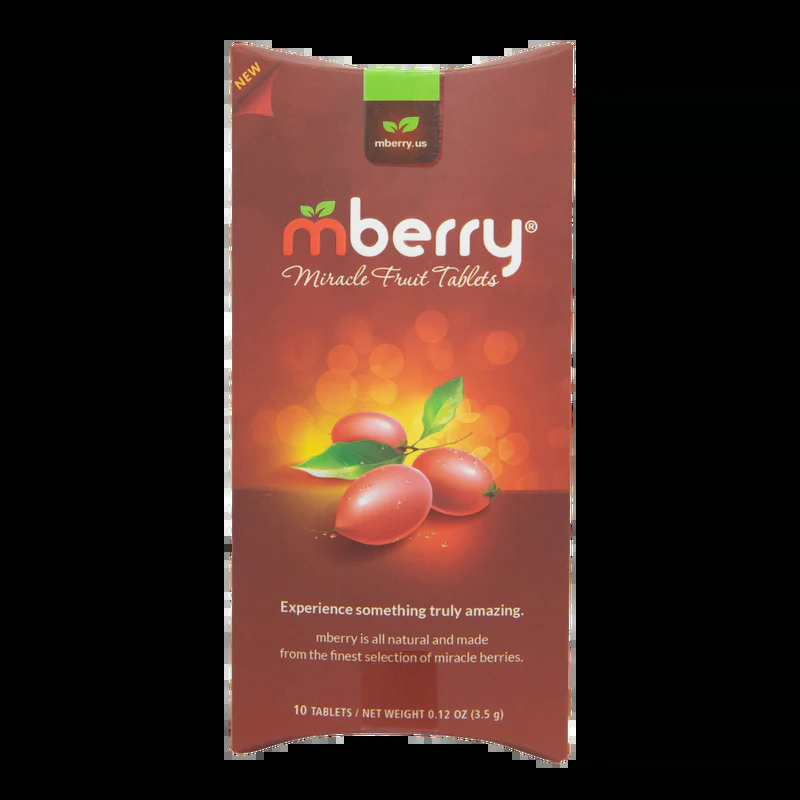 NEW
mberry.us
mberry®
Miracle Fruit Tablets
Experience something truly amazing.
mberry is all natural and made
from the finest selection of miracle berries.
10 TABLETS / NET WEIGHT 0.12 OZ (3.5 g)